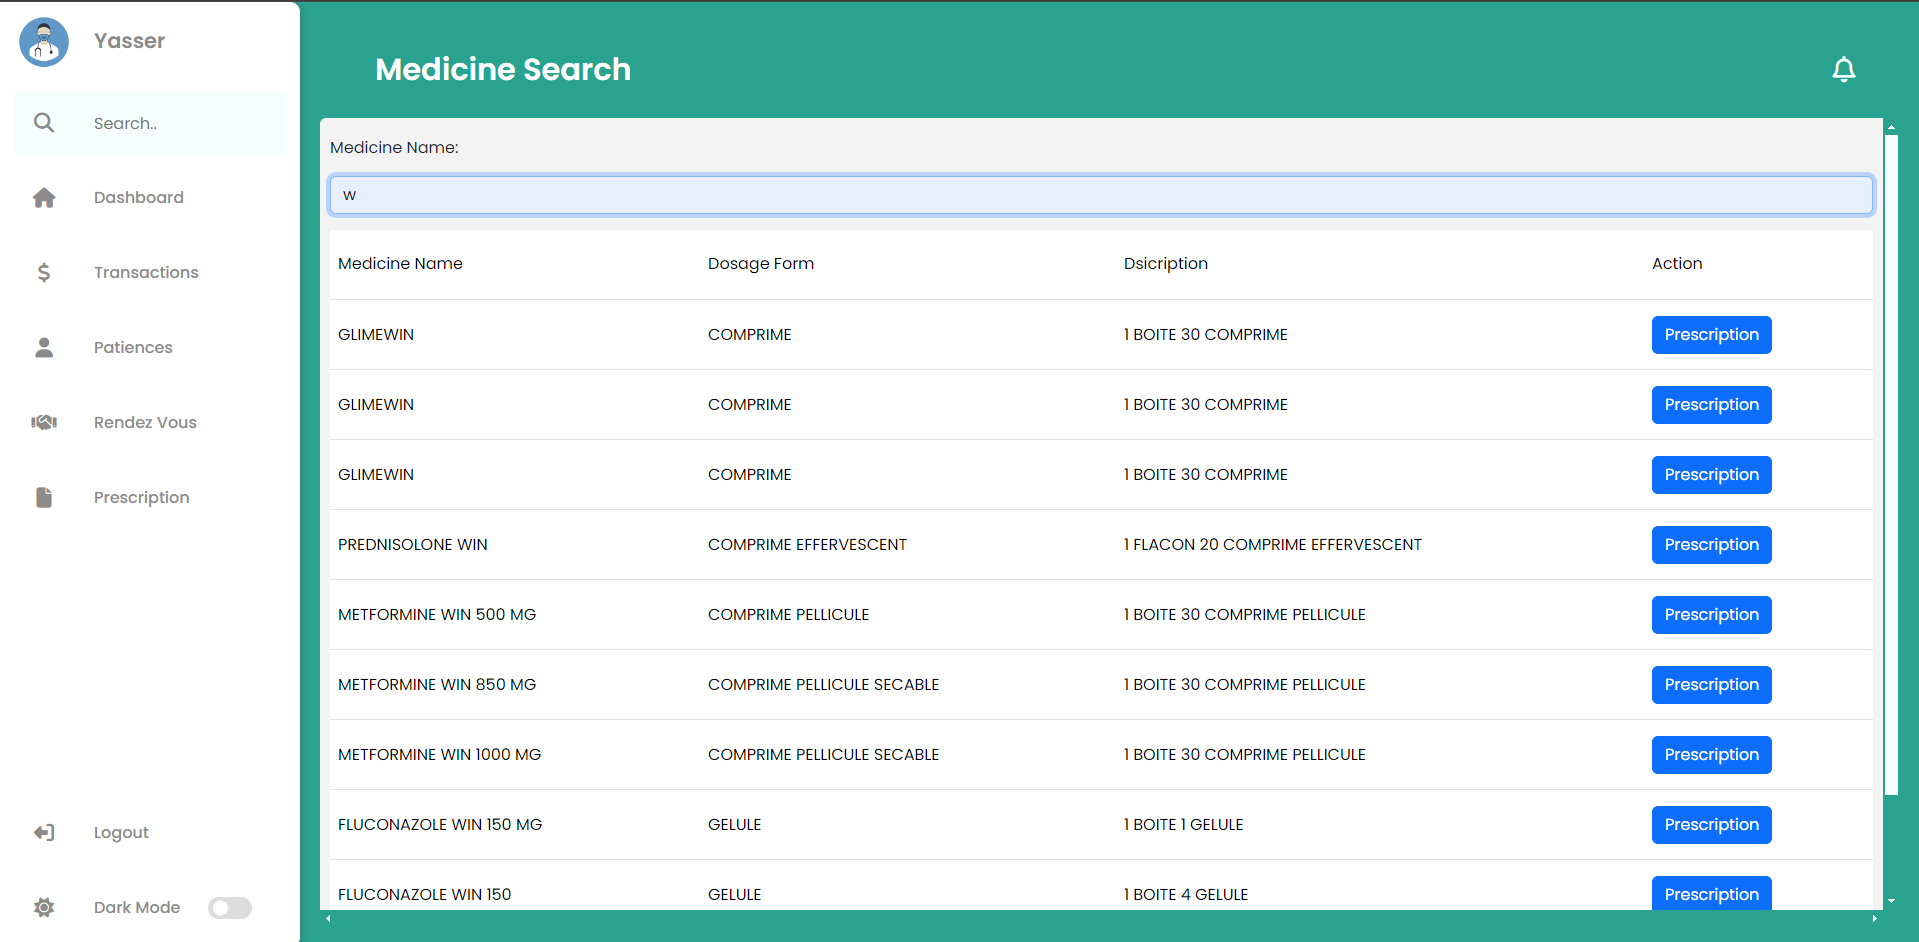 Yasser
Search..
Dashboard
Transactions
Patiences
Rendez Vous
Prescription
Logout
Dark Mode
Medicine Search
Medicine Name:
w
Medicine Name Dosage Form Dsicription Action
GLIMEWIN COMPRIME 1 BOITE 30 COMPRIME Prescription
GLIMEWIN COMPRIME 1 BOITE 30 COMPRIME Prescription
GLIMEWIN COMPRIME 1 BOITE 30 COMPRIME Prescription
PREDNISOLONE WIN COMPRIME EFFERVESCENT 1 FLACON 20 COMPRIME EFFERVESCENT Prescription
METFORMINE WIN 500 MG COMPRIME PELLICULE 1 BOITE 30 COMPRIME PELLICULE Prescription
METFORMINE WIN 850 MG COMPRIME PELLICULE SECABLE 1 BOITE 30 COMPRIME PELLICULE Prescription
METFORMINE WIN 1000 MG COMPRIME PELLICULE SECABLE 1 BOITE 30 COMPRIME PELLICULE Prescription
FLUCONAZOLE WIN 150 MG GELULE 1 BOITE 1 GELULE Prescription
FLUCONAZOLE WIN 150 GELULE 1 BOITE 4 GELULE Prescription